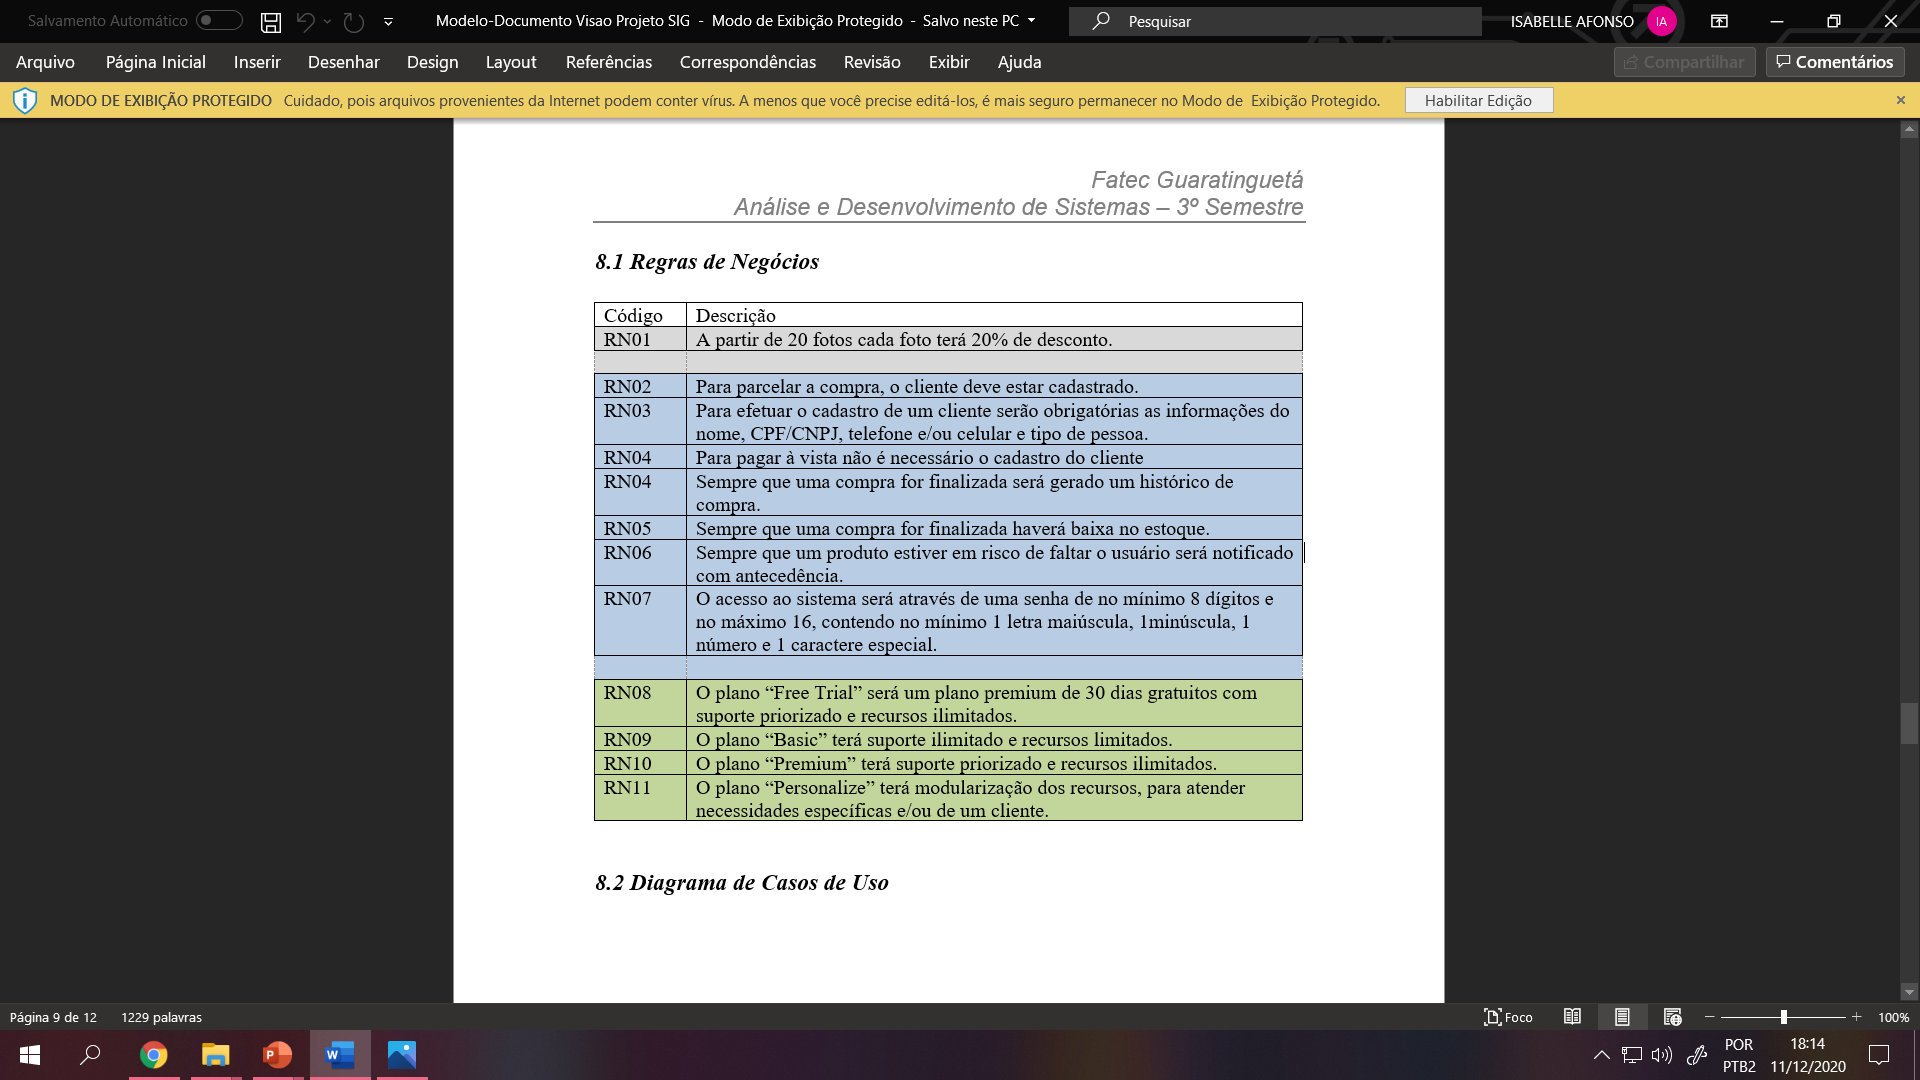 Salvamento Automático
Modelo-Documento Visao Projeto SIG - Modo de Exibição Protegido - Salvo neste PC
Pesquisar
ISABELLE AFONSO
IA
Arquivo Página Inicial Inserir Desenhar Design Layout Referências Correspondências Revisão Exibir Ajuda
Compartilhar
Comentários
MODO DE EXIBIÇÃO PROTEGIDO Cuidado, pois arquivos provenientes da Internet podem conter vírus. A menos que você precise editá-los, é mais seguro permanecer no Modo de Exibição Protegido.
Habilitar Edição
Fatec Guaratinguetá
Análise e Desenvolvimento de Sistemas – 3º Semestre
8.1 Regras de Negócios
Código Descrição
RN01 A partir de 20 fotos cada foto terá 20% de desconto.
RN02 Para parcelar a compra, o cliente deve estar cadastrado.
RN03 Para efetuar o cadastro de um cliente serão obrigatórias as informações do
nome, CPF/CNPJ, telefone e/ou celular e tipo de pessoa.
RN04 Para pagar à vista não é necessário o cadastro do cliente
RN04 Sempre que uma compra for finalizada será gerado um histórico de
compra.
RN05 Sempre que uma compra for finalizada haverá baixa no estoque.
RN06 Sempre que um produto estiver em risco de faltar o usuário será notificado
com antecedência.
RN07 O acesso ao sistema será através de uma senha de no mínimo 8 dígitos e
no máximo 16, contendo no mínimo 1 letra maiúscula, 1minúscula, 1
número e 1 caractere especial.
RN08 O plano “Free Trial” será um plano premium de 30 dias gratuitos com
suporte priorizado e recursos ilimitados.
RN09 O plano “Basic” terá suporte ilimitado e recursos limitados.
RN10 O plano “Premium” terá suporte priorizado e recursos ilimitados.
RN11 O plano “Personalize” terá modularização dos recursos, para atender
necessidades específicas e/ou de um cliente.
8.2 Diagrama de Casos de Uso
Página 9 de 12 1229 palavras
Foco
100%
POR
PTB2
18:14
11/12/2020